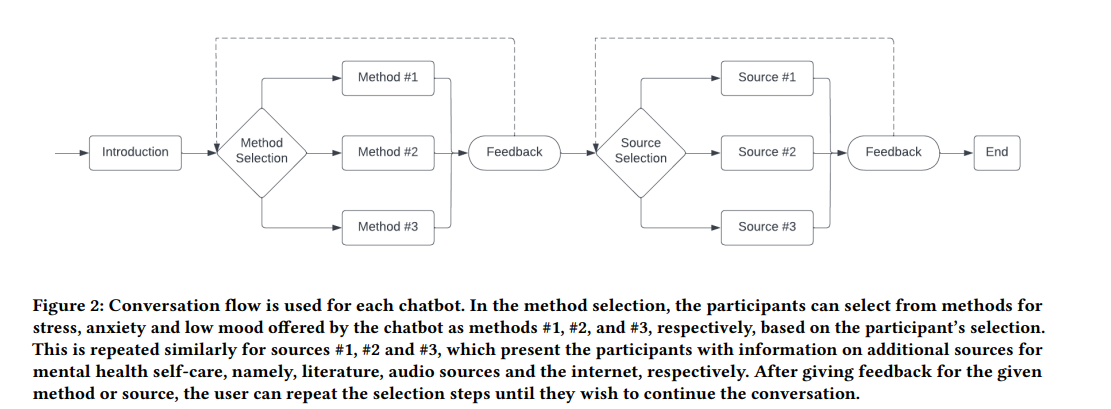 Method #1
Source #1
Introduction
Method
Selection
Method #2
Feedback
Source
Selection
Source #2
Feedback
End
Method #3
Source #3
Figure 2: Conversation flow is used for each chatbot. In the method selection, the participants can select from methods for
stress, anxiety and low mood offered by the chatbot as methods #1, #2, and #3, respectively, based on the participant's selection.
This is repeated similarly for sources #1, #2 and #3, which present the participants with information on additional sources for
mental health self-care, namely, literature, audio sources and the internet, respectively. After giving feedback for the given
method or source, the user can repeat the selection steps until they wish to continue the conversation.